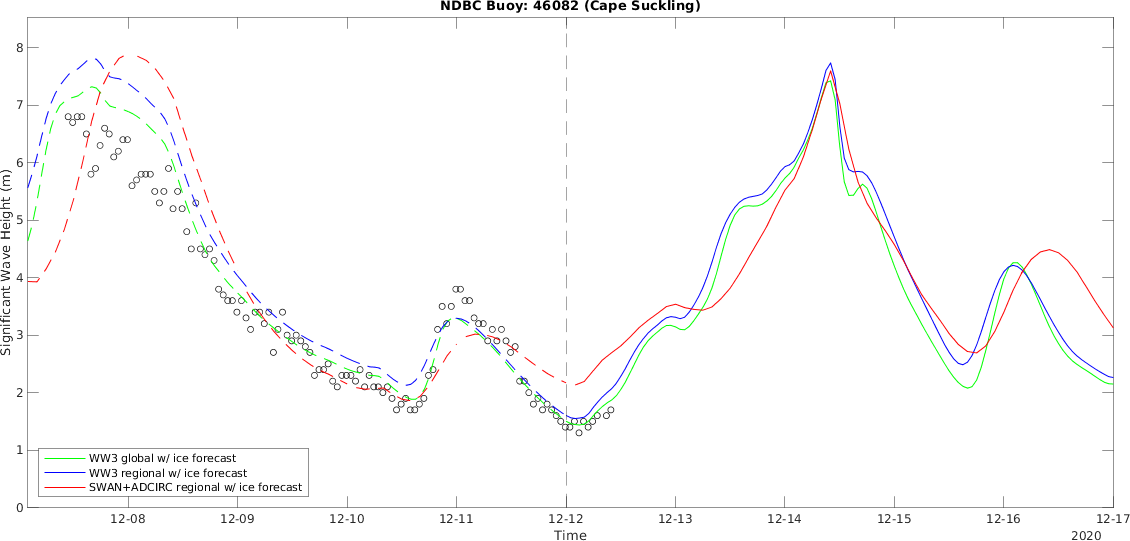 NDBC Buoy: 46082 (Cape Suckling)
Significant Wave Height (m)
8
7
6
5
4
3
2
1
0
WW3 global w/ ice forecast
WW3 regional w/ ice forecast
SWAN+ADCIRC regional w/ ice forecast
12-08 12-09 12-10 12-11 12-12 12-13 12-14 12-15 12-16 12-17
Time
2020